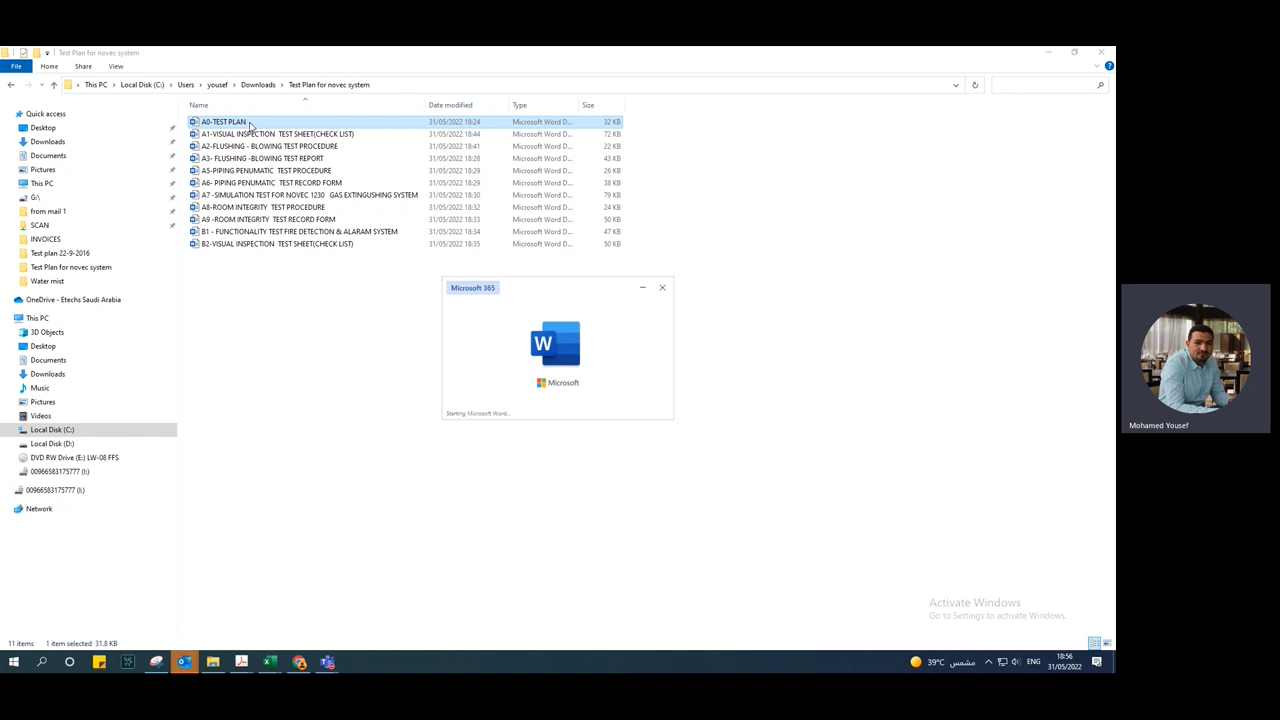 Test Plan for novec system
File Home Share View
This PC Local Disk (C:) Users yousef Downloads Test Plan for novec system
Name Date modified Type Size
A0-TEST PLAN 31/05/2022 18:24 Microsoft Word D... 32 KB
A1-VISUAL INSPECTION TEST SHEET(CHECK LIST) 31/05/2022 18:44 Microsoft Word D... 72 KB
A2-FLUSHING - BLOWING TEST PROCEDURE 31/05/2022 18:26 Microsoft Word D... 22 KB
A3- FLUSHING -BLOWING TEST REPORT 31/05/2022 18:28 Microsoft Word D... 43 KB
A5-PIPING PENUMATIC TEST PROCEDURE 31/05/2022 18:29 Microsoft Word D... 26 KB
A6- PIPING PENUMATIC TEST RECORD FORM 31/05/2022 18:29 Microsoft Word D... 38 KB
A7 -SIMULATION TEST FOR NOVEC 1230 GAS EXTINGUSHING SYSTEM 31/05/2022 18:30 Microsoft Word D... 79 KB
A8-ROOM INTEGRITY TEST PROCEDURE 31/05/2022 18:32 Microsoft Word D... 24 KB
A9 -ROOM INTEGRITY TEST RECORD FORM 31/05/2022 18:33 Microsoft Word D... 50 KB
B1 - FUNCTIONALITY TEST FIRE DETECTION & ALARAM SYSTEM 31/05/2022 18:34 Microsoft Word D... 47 KB
B2-VISUAL INSPECTION TEST SHEET(CHECK LIST) 31/05/2022 18:35 Microsoft Word D... 50 KB
Quick access
Desktop
Downloads
Documents
Pictures
This PC
G:\
from mail 1
SCAN
INVOICES
Test plan 22-9-2016
Test Plan for novec system
Water mist
OneDrive - Etechs Saudi Arabia
This PC
3D Objects
Desktop
Documents
Downloads
Music
Pictures
Videos
Local Disk (C:)
Local Disk (D:)
DVD RW Drive (E:) LW-08 FFS
00966583175777 (I:)
00966583175777 (I:)
Network
Microsoft 365
W
Microsoft
Starting Microsoft Word...
Mohamed Yousef
Activate Windows
Go to Settings to activate Windows.
11 items 1 item selected 31.8 KB
39°C مشمس ENG 18:56
31/05/2022